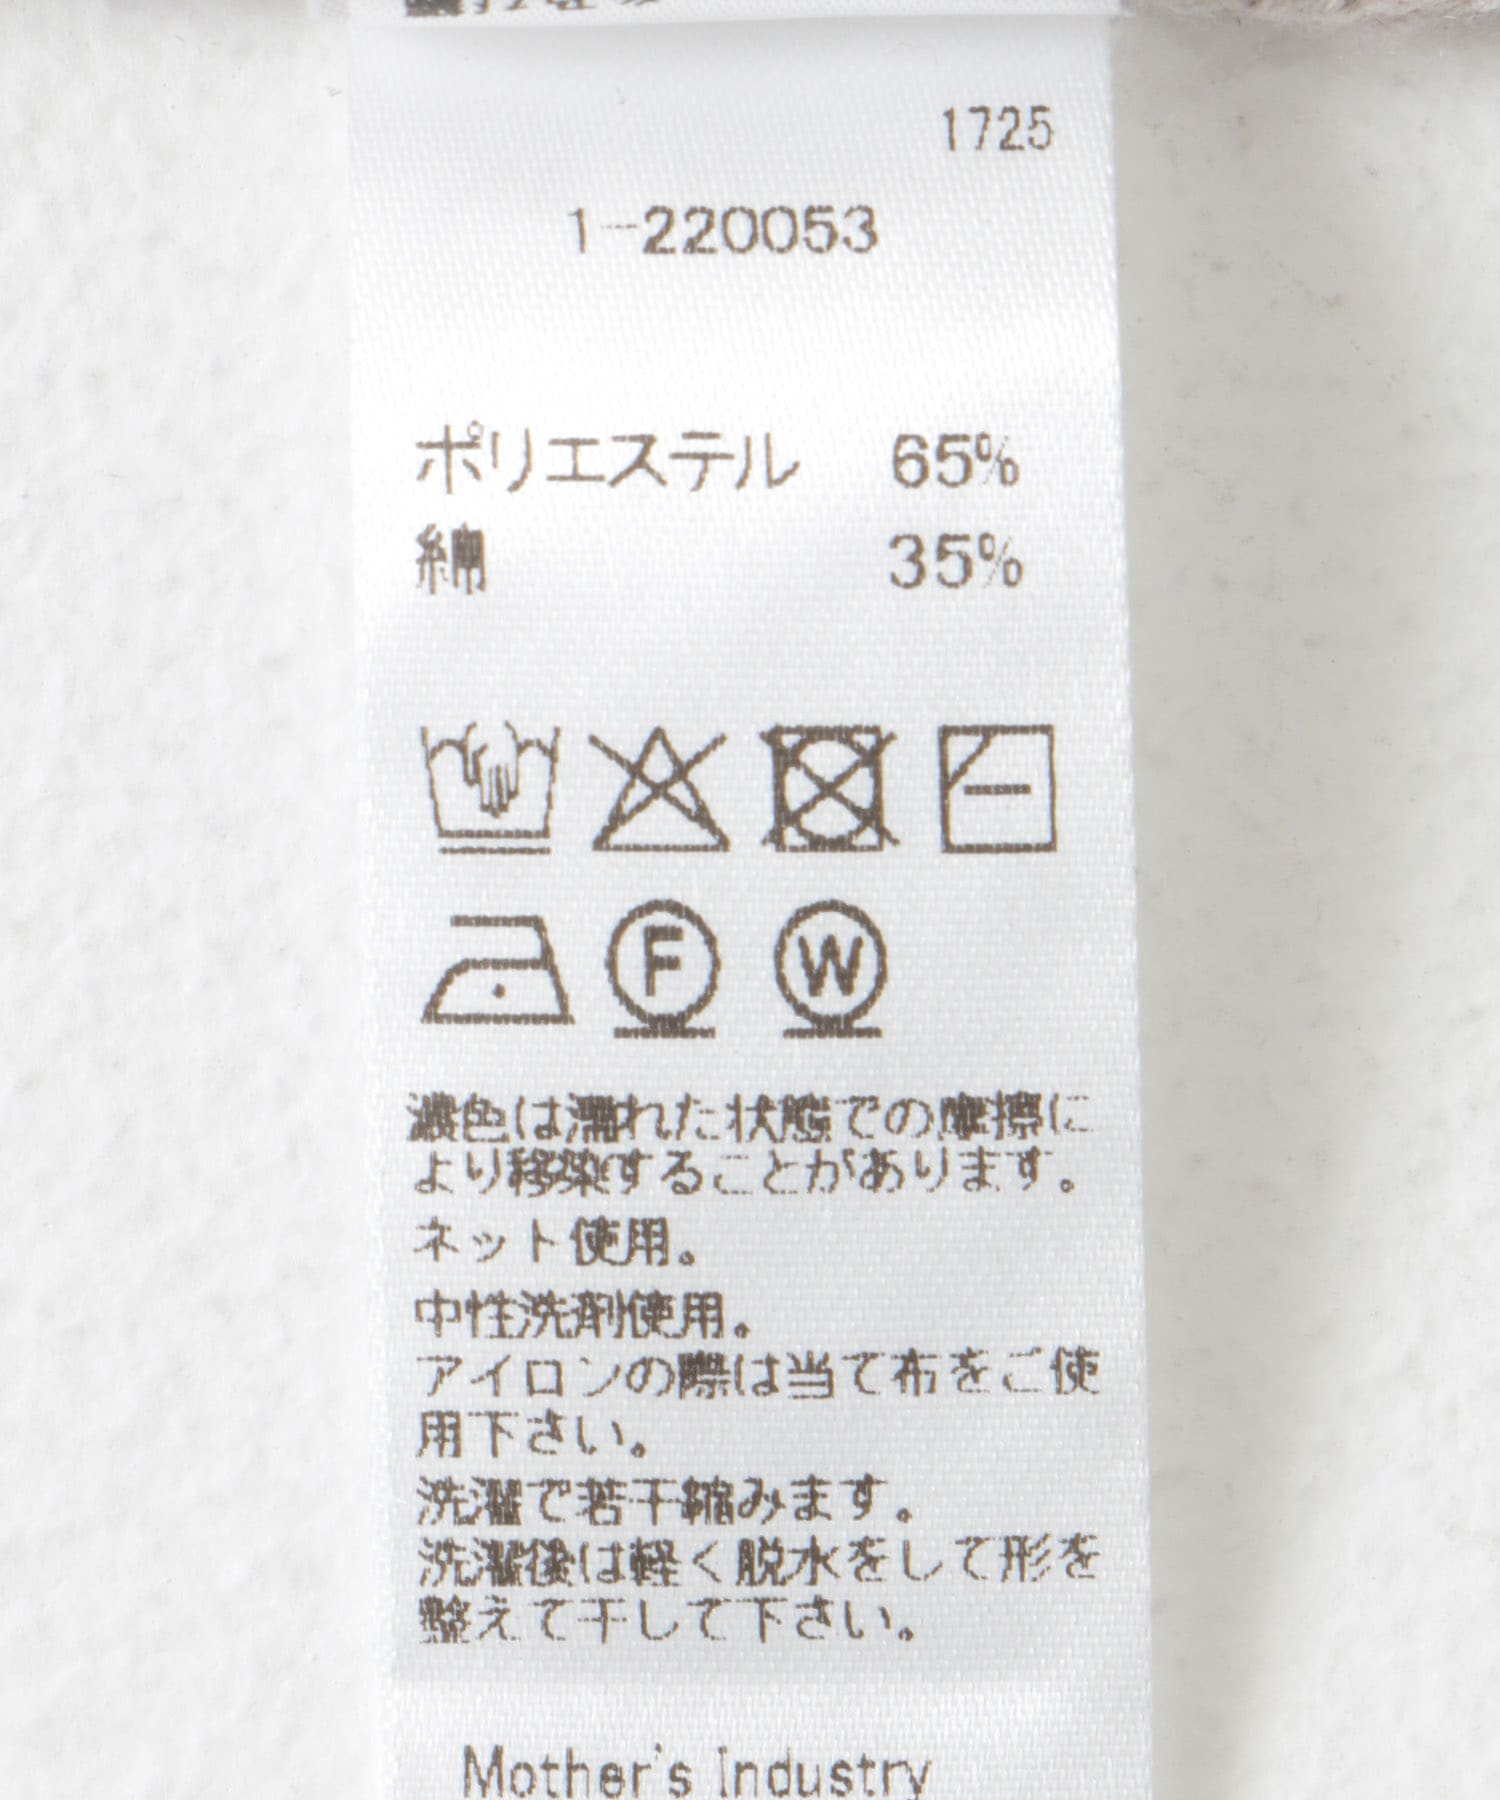 1725
1-220053
ポリエステル 65%
綿 35%
F W
濃色は濡れた状態での摩擦に
より移染することがあります。
ネット使用。
中性洗剤使用。
アイロンの際は当て布をご使
用下さい。
洗濯で若干縮みます。
洗濯後は軽く脱水をして形を
整えて干して下さい。
Mother's Industry